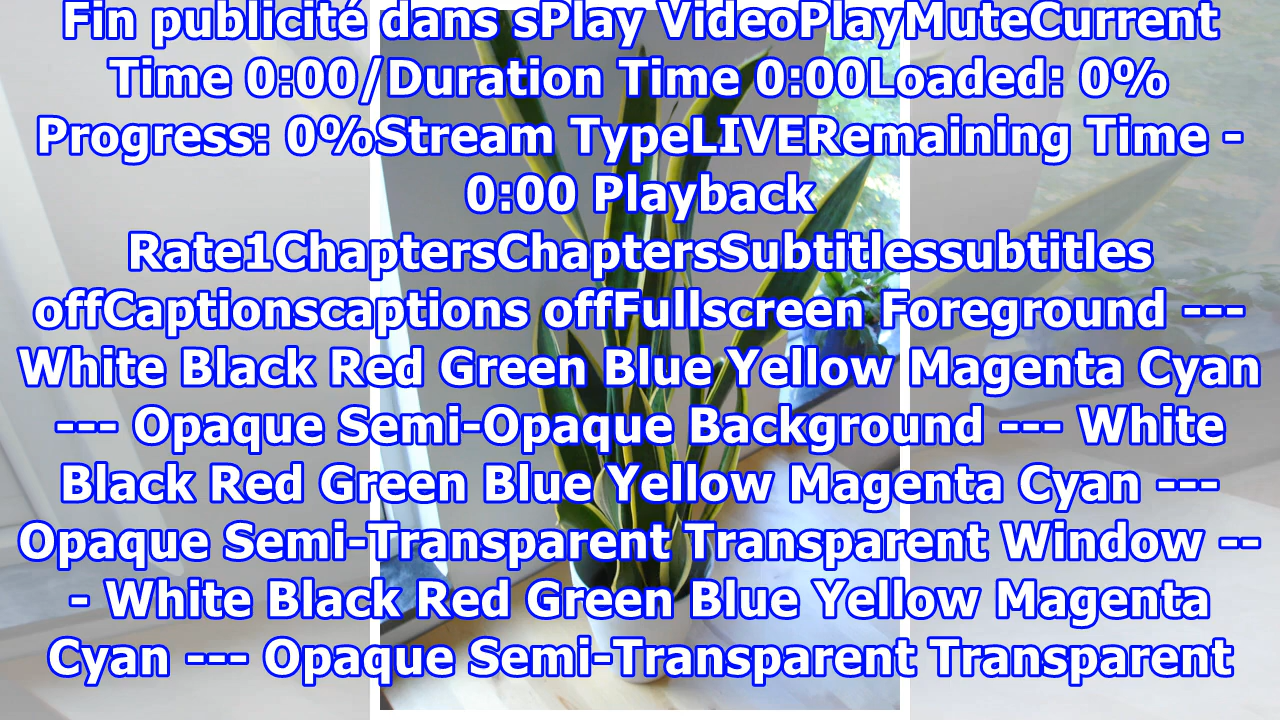 Fin publicité dans sPlay VideoPlayMuteCurrent
Time 0:00/Duration Time 0:00Loaded: 0%
Progress: 0%Stream TypeLIVERemaining Time -
0:00 Playback
Rate1ChaptersChaptersSubtitlessubtitles
offCaptionscaptions offFullscreen Foreground ---
White Black Red Green Blue Yellow Magenta Cyan
--- Opaque Semi-Opaque Background --- White
Black Red Green Blue Yellow Magenta Cyan ---
Opaque Semi-Transparent Transparent Window --
- White Black Red Green Blue Yellow Magenta
Cyan --- Opaque Semi-Transparent Transparent